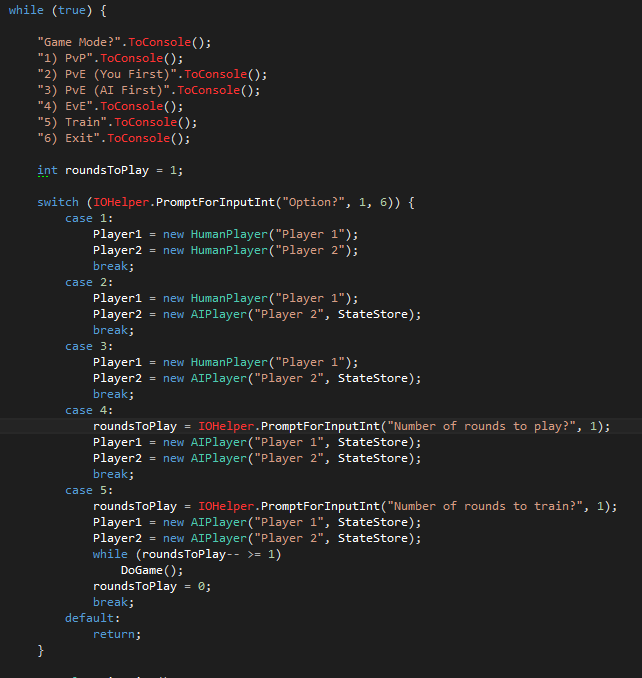 while (true) {
"Game Mode?".ToConsole();
"1) PvP".ToConsole();
"2) PvE (You First)".ToConsole();
"3) PvE (AI First)".ToConsole();
"4) EvE".ToConsole();
"5) Train".ToConsole();
"6) Exit".ToConsole();
int roundsToPlay = 1;
switch (IOHelper.PromptForInputInt("Option?", 1, 6)) {
case 1:
Player1 = new HumanPlayer("Player 1");
Player2 = new HumanPlayer("Player 2");
break;
case 2:
Player1 = new HumanPlayer("Player 1");
Player2 = new AIPlayer("Player 2", StateStore);
break;
case 3:
Player1 = new HumanPlayer("Player 1");
Player2 = new AIPlayer("Player 2", StateStore);
break;
case 4:
roundsToPlay = IOHelper.PromptForInputInt("Number of rounds to play?", 1);
Player1 = new AIPlayer("Player 1", StateStore);
Player2 = new AIPlayer("Player 2", StateStore);
break;
case 5:
roundsToPlay = IOHelper.PromptForInputInt("Number of rounds to train?", 1);
Player1 = new AIPlayer("Player 1", StateStore);
Player2 = new AIPlayer("Player 2", StateStore);
while (roundsToPlay-- >= 1)
DoGame();
roundsToPlay = 0;
break;
default:
return;
}